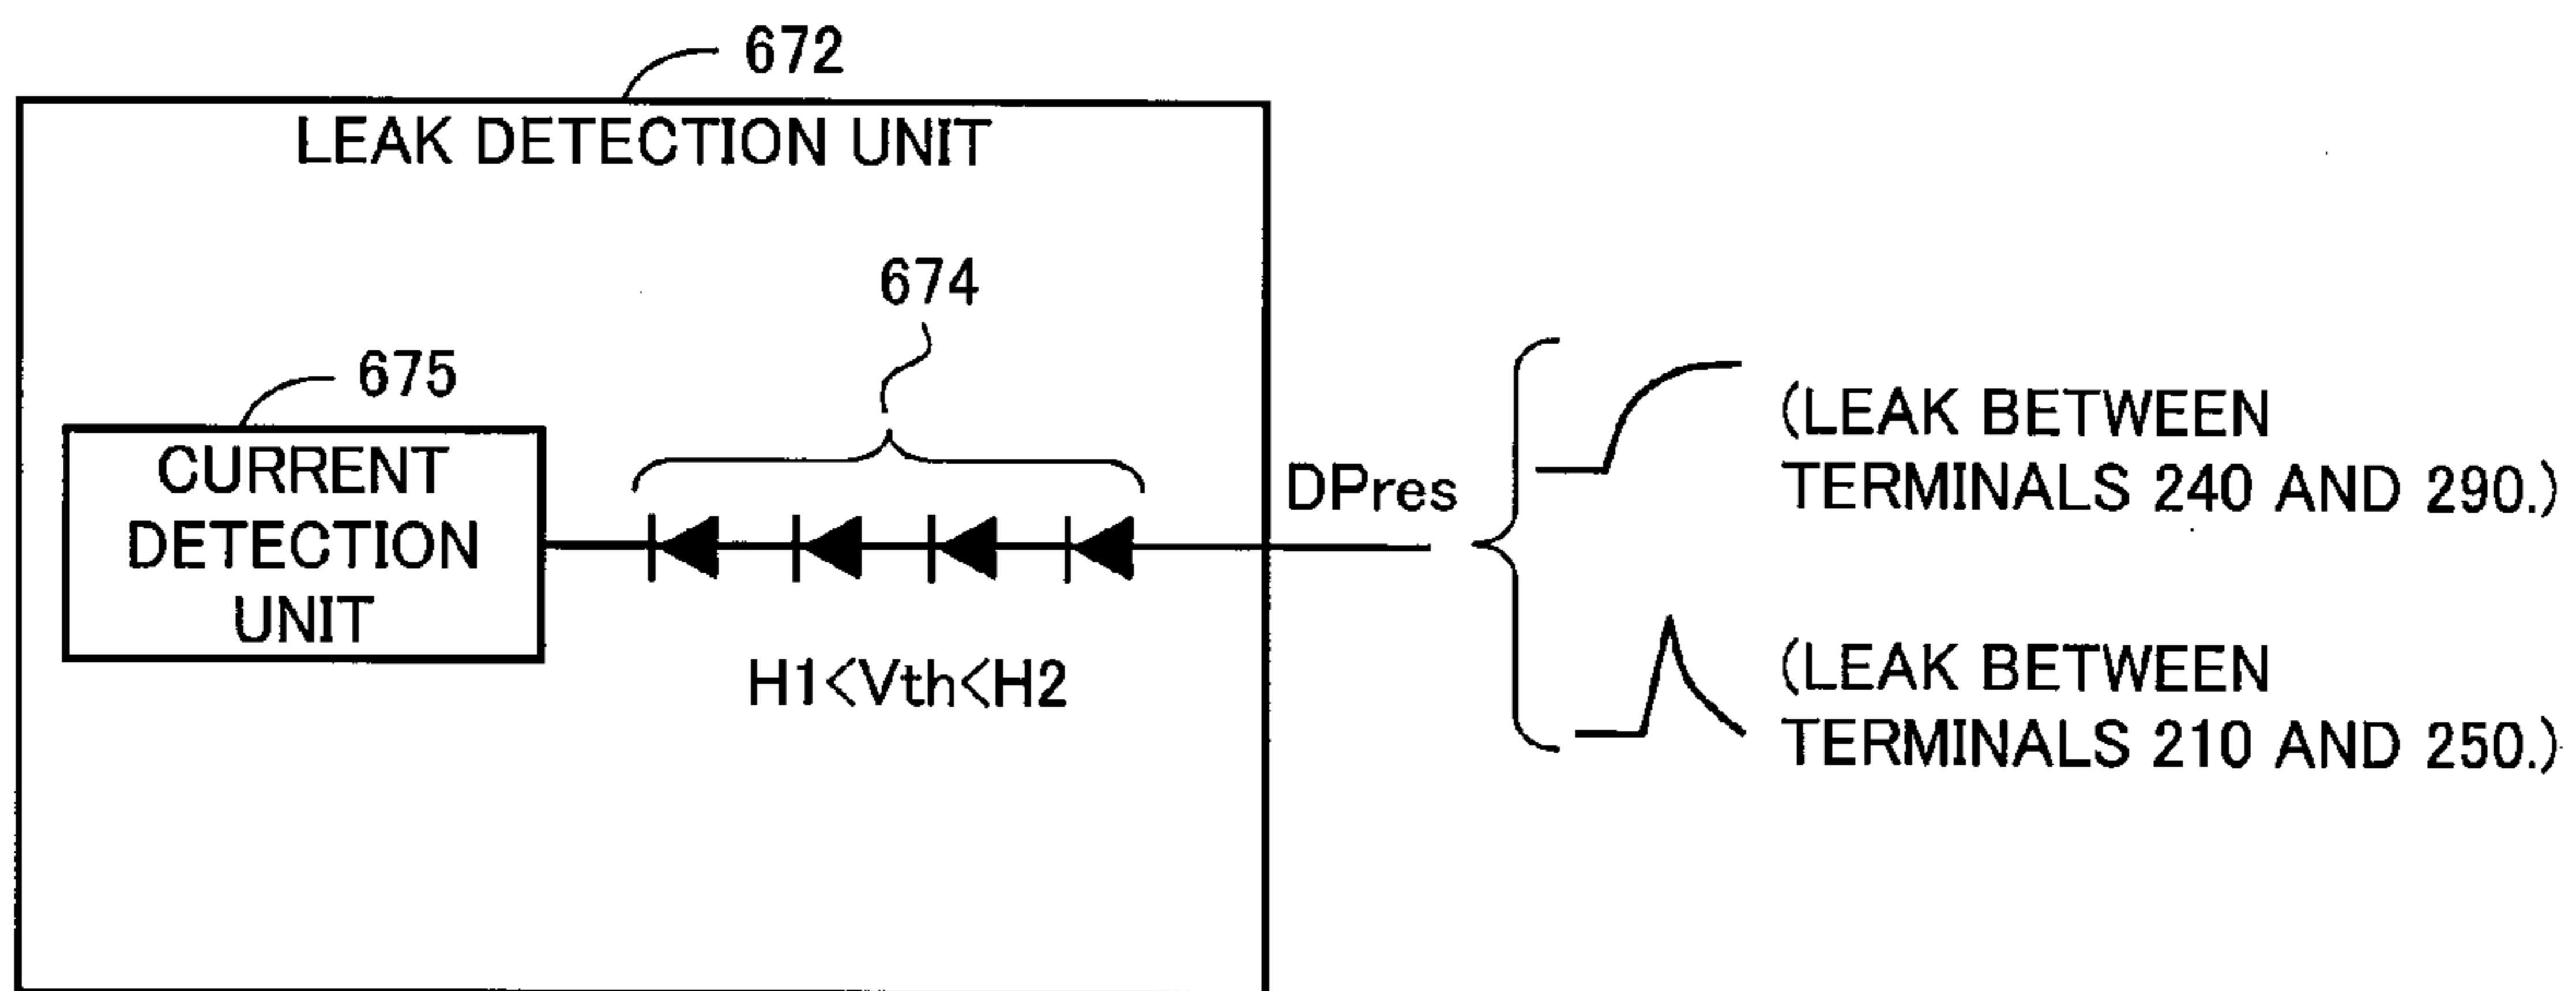 672
LEAK DETECTION UNIT
674
675
CURRENT
DETECTION
UNIT
H1<Vth<H2
DPres
(LEAK BETWEEN
TERMINALS 240 AND 290.)
(LEAK BETWEEN
TERMINALS 210 AND 250.)